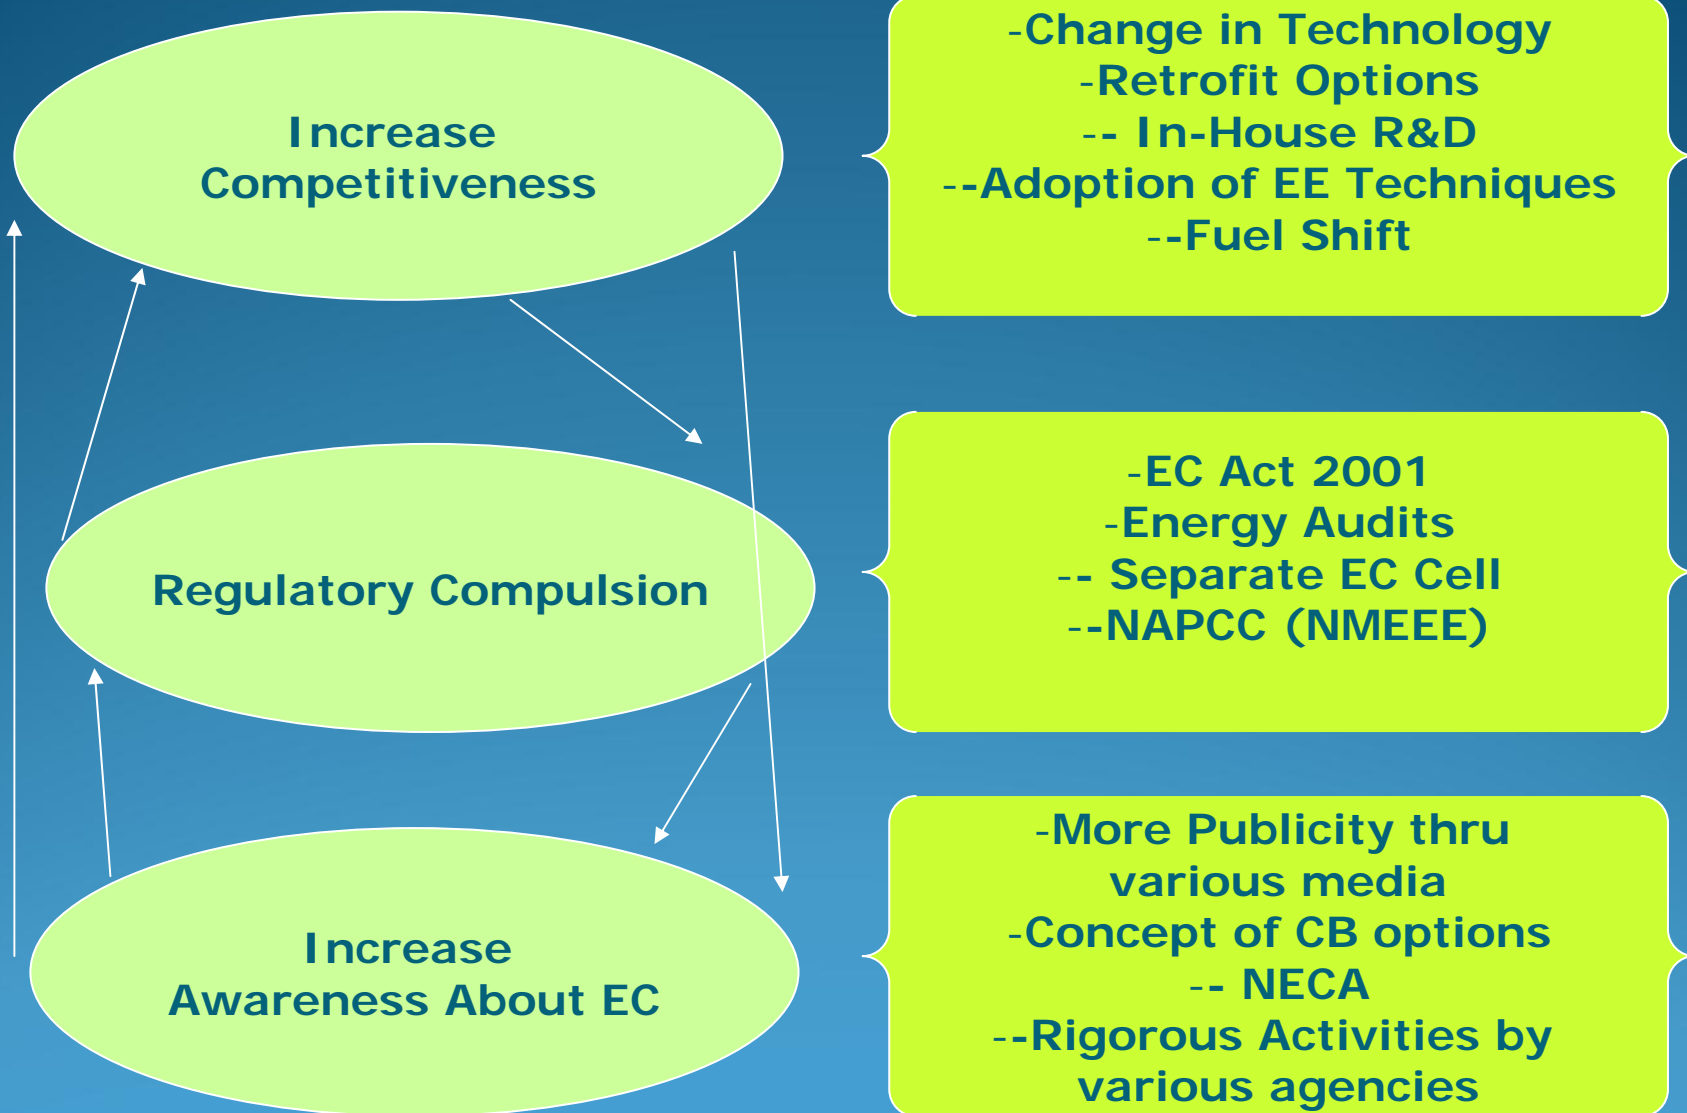 Increase
Competitiveness
-Change in Technology
-Retrofit Options
-- In-House R&D
--Adoption of EE Techniques
--Fuel Shift
Regulatory Compulsion
-EC Act 2001
-Energy Audits
-- Separate EC Cell
--NAPCC (NMEEE)
Increase
Awareness About EC
-More Publicity thru
various media
-Concept of CB options
-- NECA
--Rigorous Activities by
various agencies